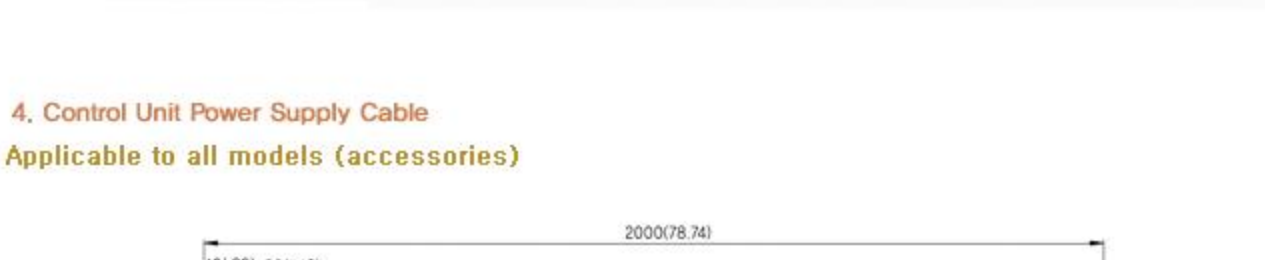 4. Control Unit Power Supply Cable
Applicable to all models (accessories)
2000(78.74)